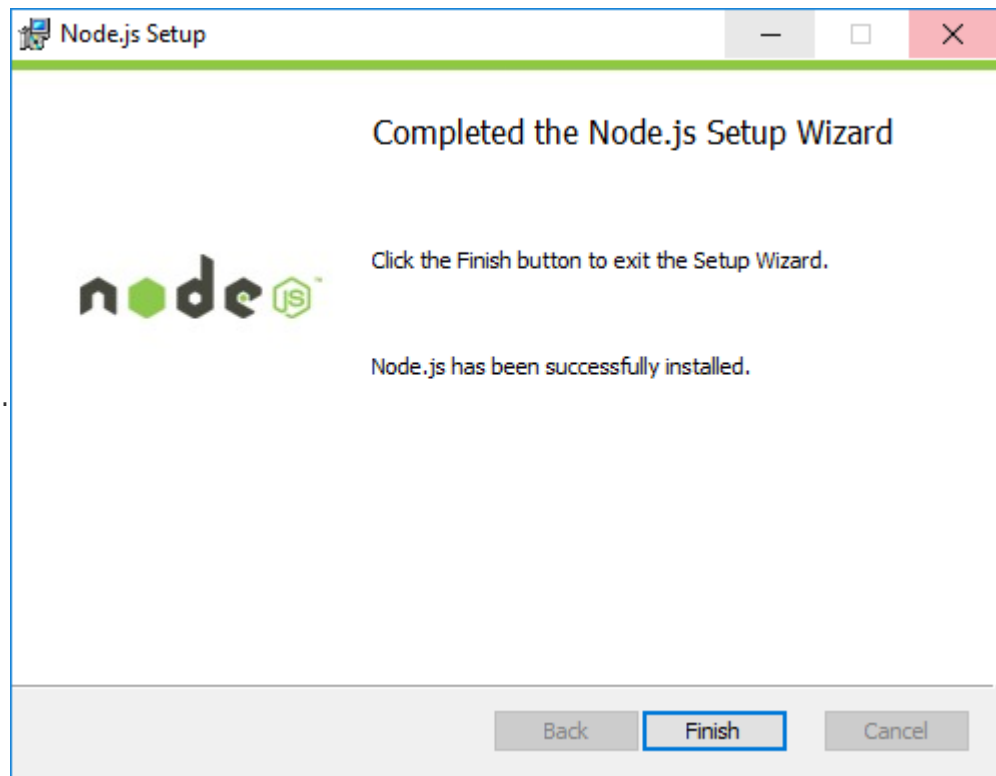 Node.js Setup
Completed the Node.js Setup Wizard
Click the Finish button to exit the Setup Wizard.
node JS™
Node.js has been successfully installed.
.
Back Finish Cancel